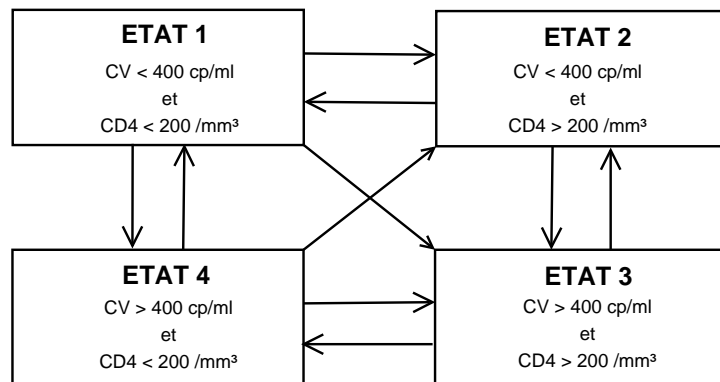 ETAT 1
CV < 400 cp/ml
et
CD4 < 200 /mm³
ETAT 2
CV < 400 cp/ml
et
CD4 > 200 /mm³
ETAT 4
CV > 400 cp/ml
et
CD4 < 200 /mm³
ETAT 3
CV > 400 cp/ml
et
CD4 > 200 /mm³